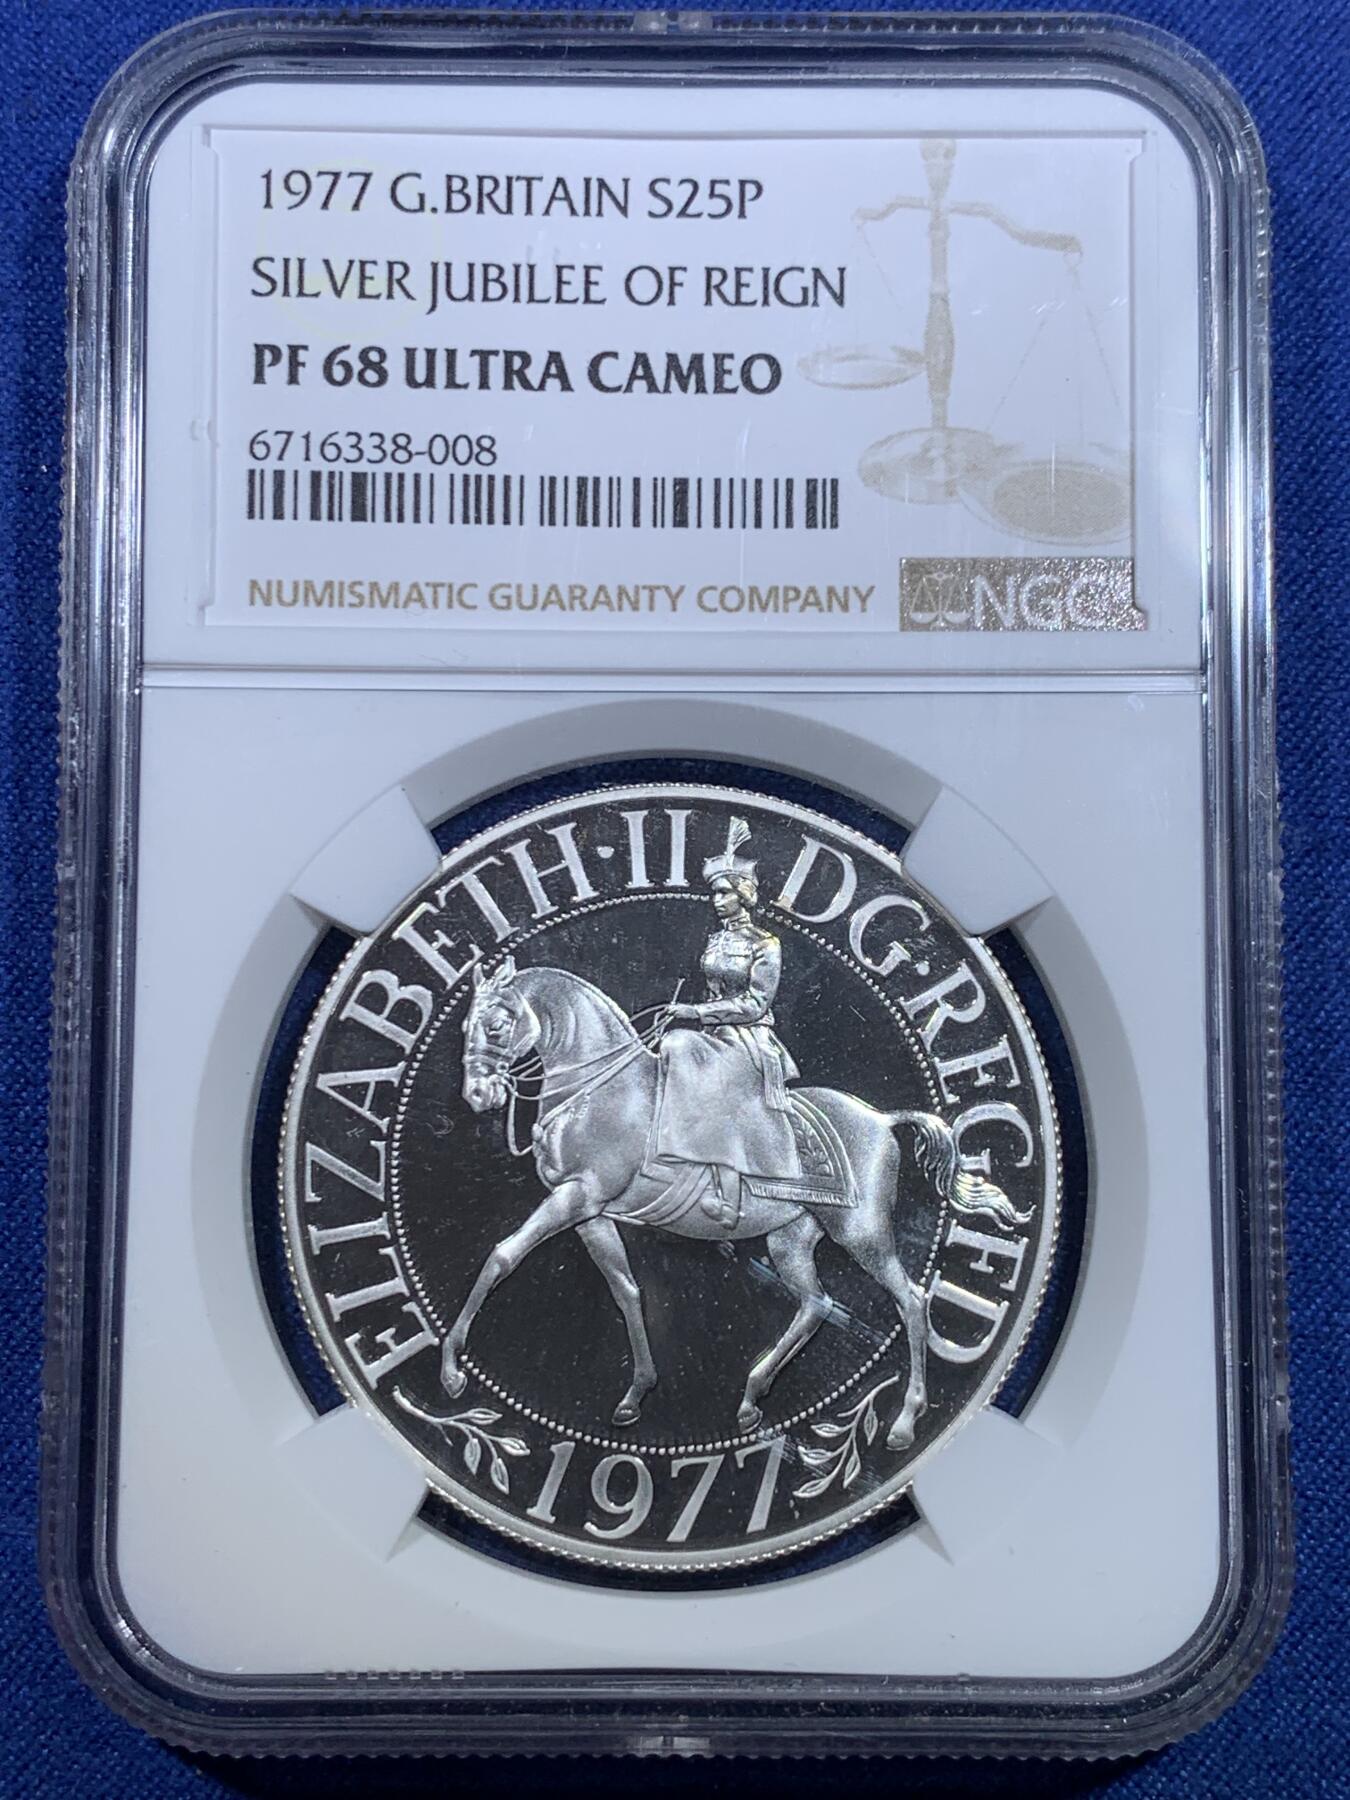 1977 G.BRITAIN S25P
SILVER JUBILEE OF REIGN
PF 68 ULTRA CAMEO
6716338-008
NUMISMATIC GUARANTY COMPANY
NGC
ELIZABETH·II DG·REG FD
1977